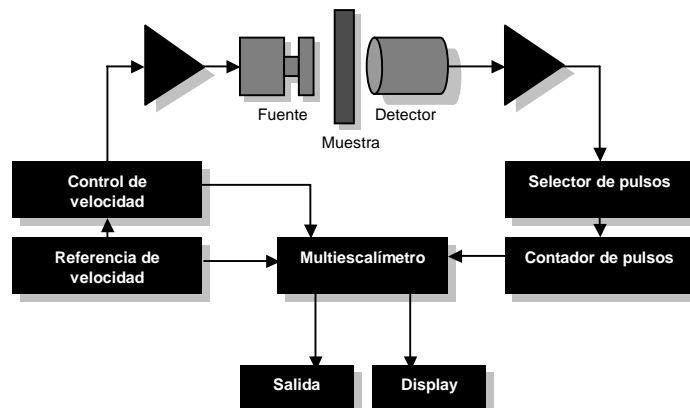 Fuente
Detector
Muestra
Control de
velocidad
Selector de pulsos
Referencia de
velocidad
Multiescalímetro
Contador de pulsos
Salida
Display